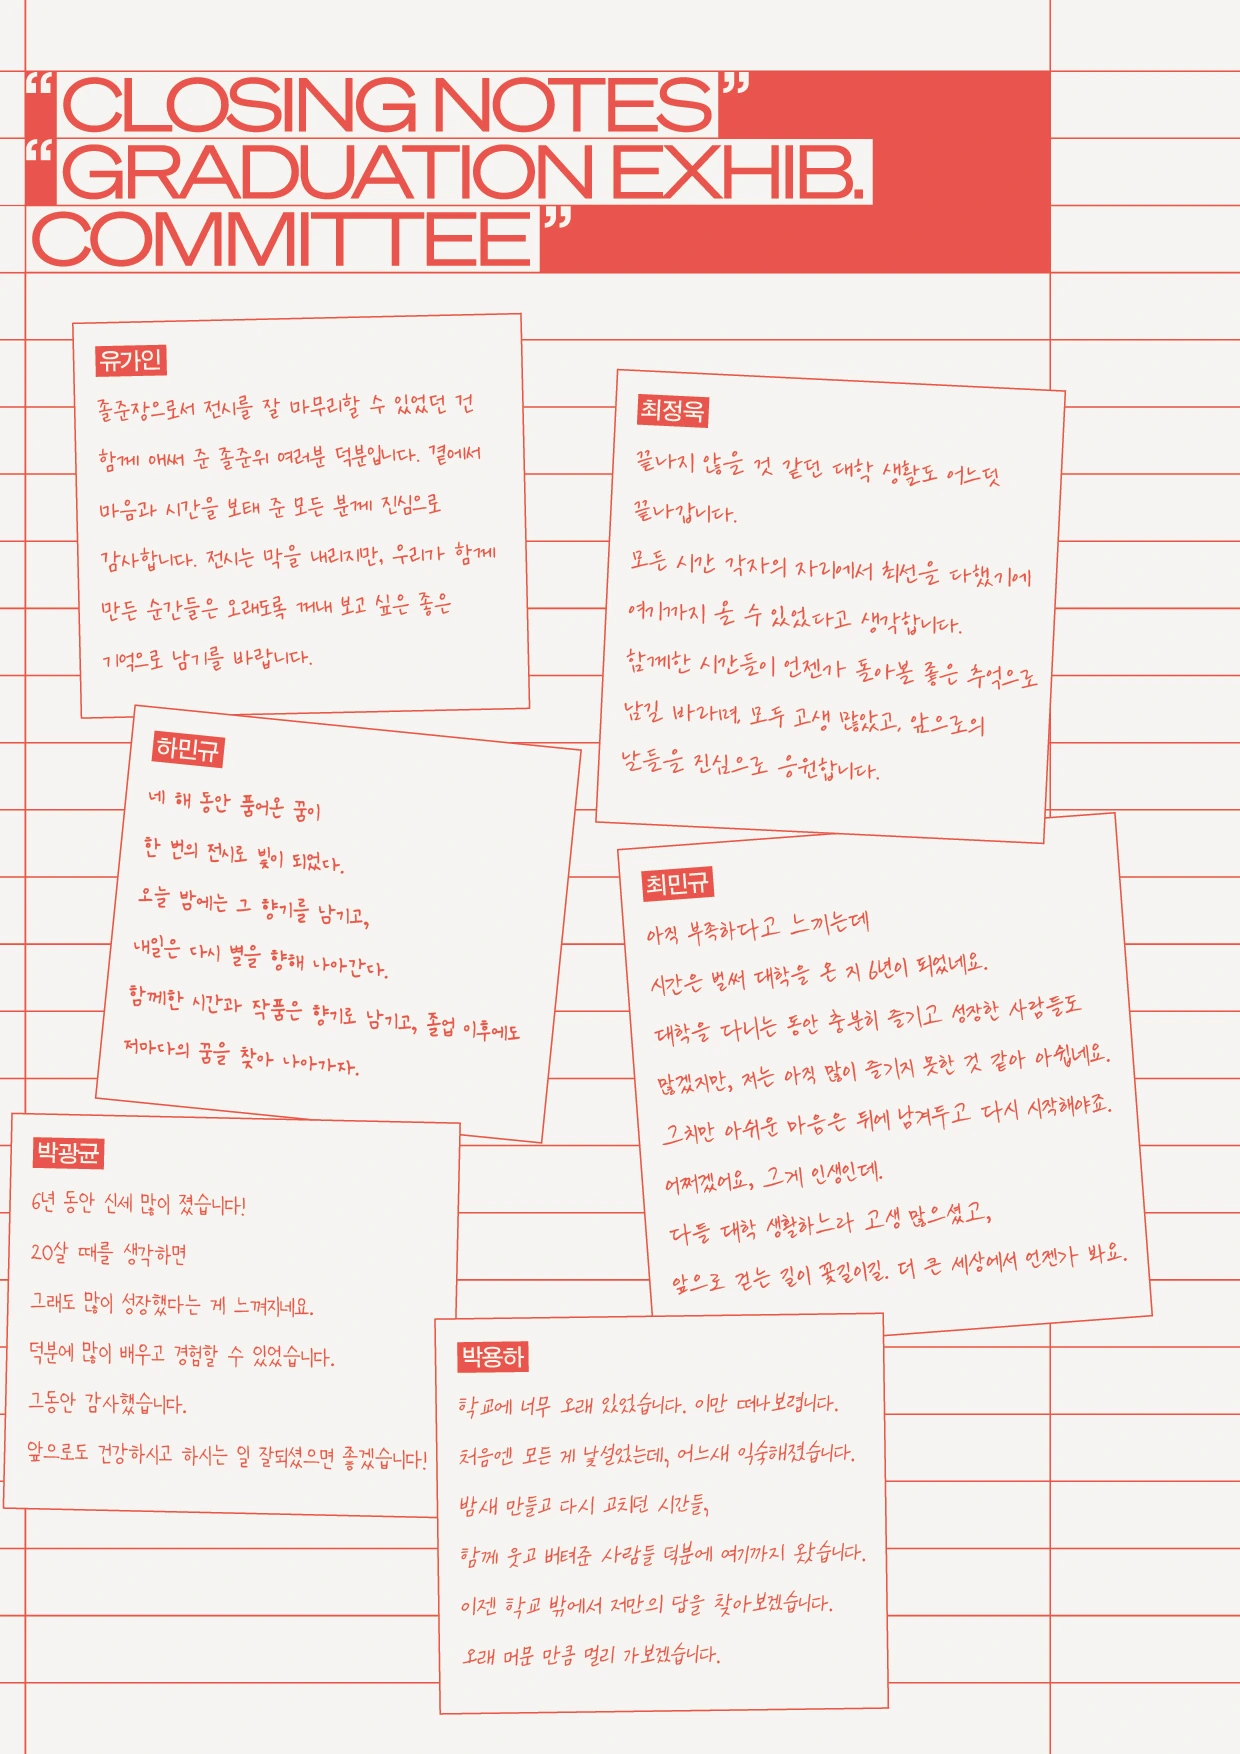 “CLOSING NOTES”
“GRADUATION EXHIB.
COMMITTEE”
유가인
졸준장으로서 전시를 잘 마무리할 수 있었던 건
함께 애써 준 졸준위 여러분 덕분입니다. 곁에서
마음과 시간을 보태 준 모든 분께 진심으로
감사합니다. 전시는 막을 내리지만, 우리가 함께
만든 순간들은 오래도록 꺼내 보고 싶은 좋은
기억으로 남기를 바랍니다.
최정욱
끝나지 않을 것 같던 대학 생활도 어느덧
끝나갑니다.
모든 시간 각자의 자리에서 최선을 다했기에
여기까지 올 수 있었다고 생각합니다.
함께한 시간들이 언젠가 돌아볼 좋은 추억으로
남길 바라며, 모두 고생 많았고, 앞으로의
날들을 진심으로 응원합니다.
하민규
네 해 동안 품어온 꿈이
한 번의 전시로 빛이 되었다.
오늘 밤에는 그 향기를 남기고,
내일은 다시 별을 향해 나아간다.
함께한 시간과 작품은 향기로 남기고, 졸업 이후에도
저마다의 꿈을 찾아 나아가자.
최민규
아직 부족하다고 느끼는데
시간은 벌써 대학을 온 지 6년이 되었네요.
대학을 다니는 동안 충분히 즐기고 성장한 사람들도
많겠지만, 저는 아직 많이 즐기지 못한 것 같아 아쉽네요.
그치만 아쉬운 마음은 뒤에 남겨두고 다시 시작해야죠.
어쩌겠어요, 그게 인생인데.
다들 대학 생활하느라 고생 많으셨고,
앞으로 걷는 길이 꽃길이길. 더 큰 세상에서 언젠가 봐요.
박광균
6년 동안 신세 많이 졌습니다!
20살 때를 생각하면
그래도 많이 성장했다는 게 느껴지네요.
덕분에 많이 배우고 경험할 수 있었습니다.
그동안 감사했습니다.
앞으로도 건강하시고 하시는 일 잘되셨으면 좋겠습니다!
박용하
학교에 너무 오래 있었습니다. 이만 떠나보렵니다.
처음엔 모든 게 낯설었는데, 어느새 익숙해졌습니다.
밤새 만들고 다시 고치던 시간들,
함께 웃고 버텨준 사람들 덕분에 여기까지 왔습니다.
이젠 학교 밖에서 저만의 답을 찾아보겠습니다.
오래 머문 만큼 멀리 가보겠습니다.